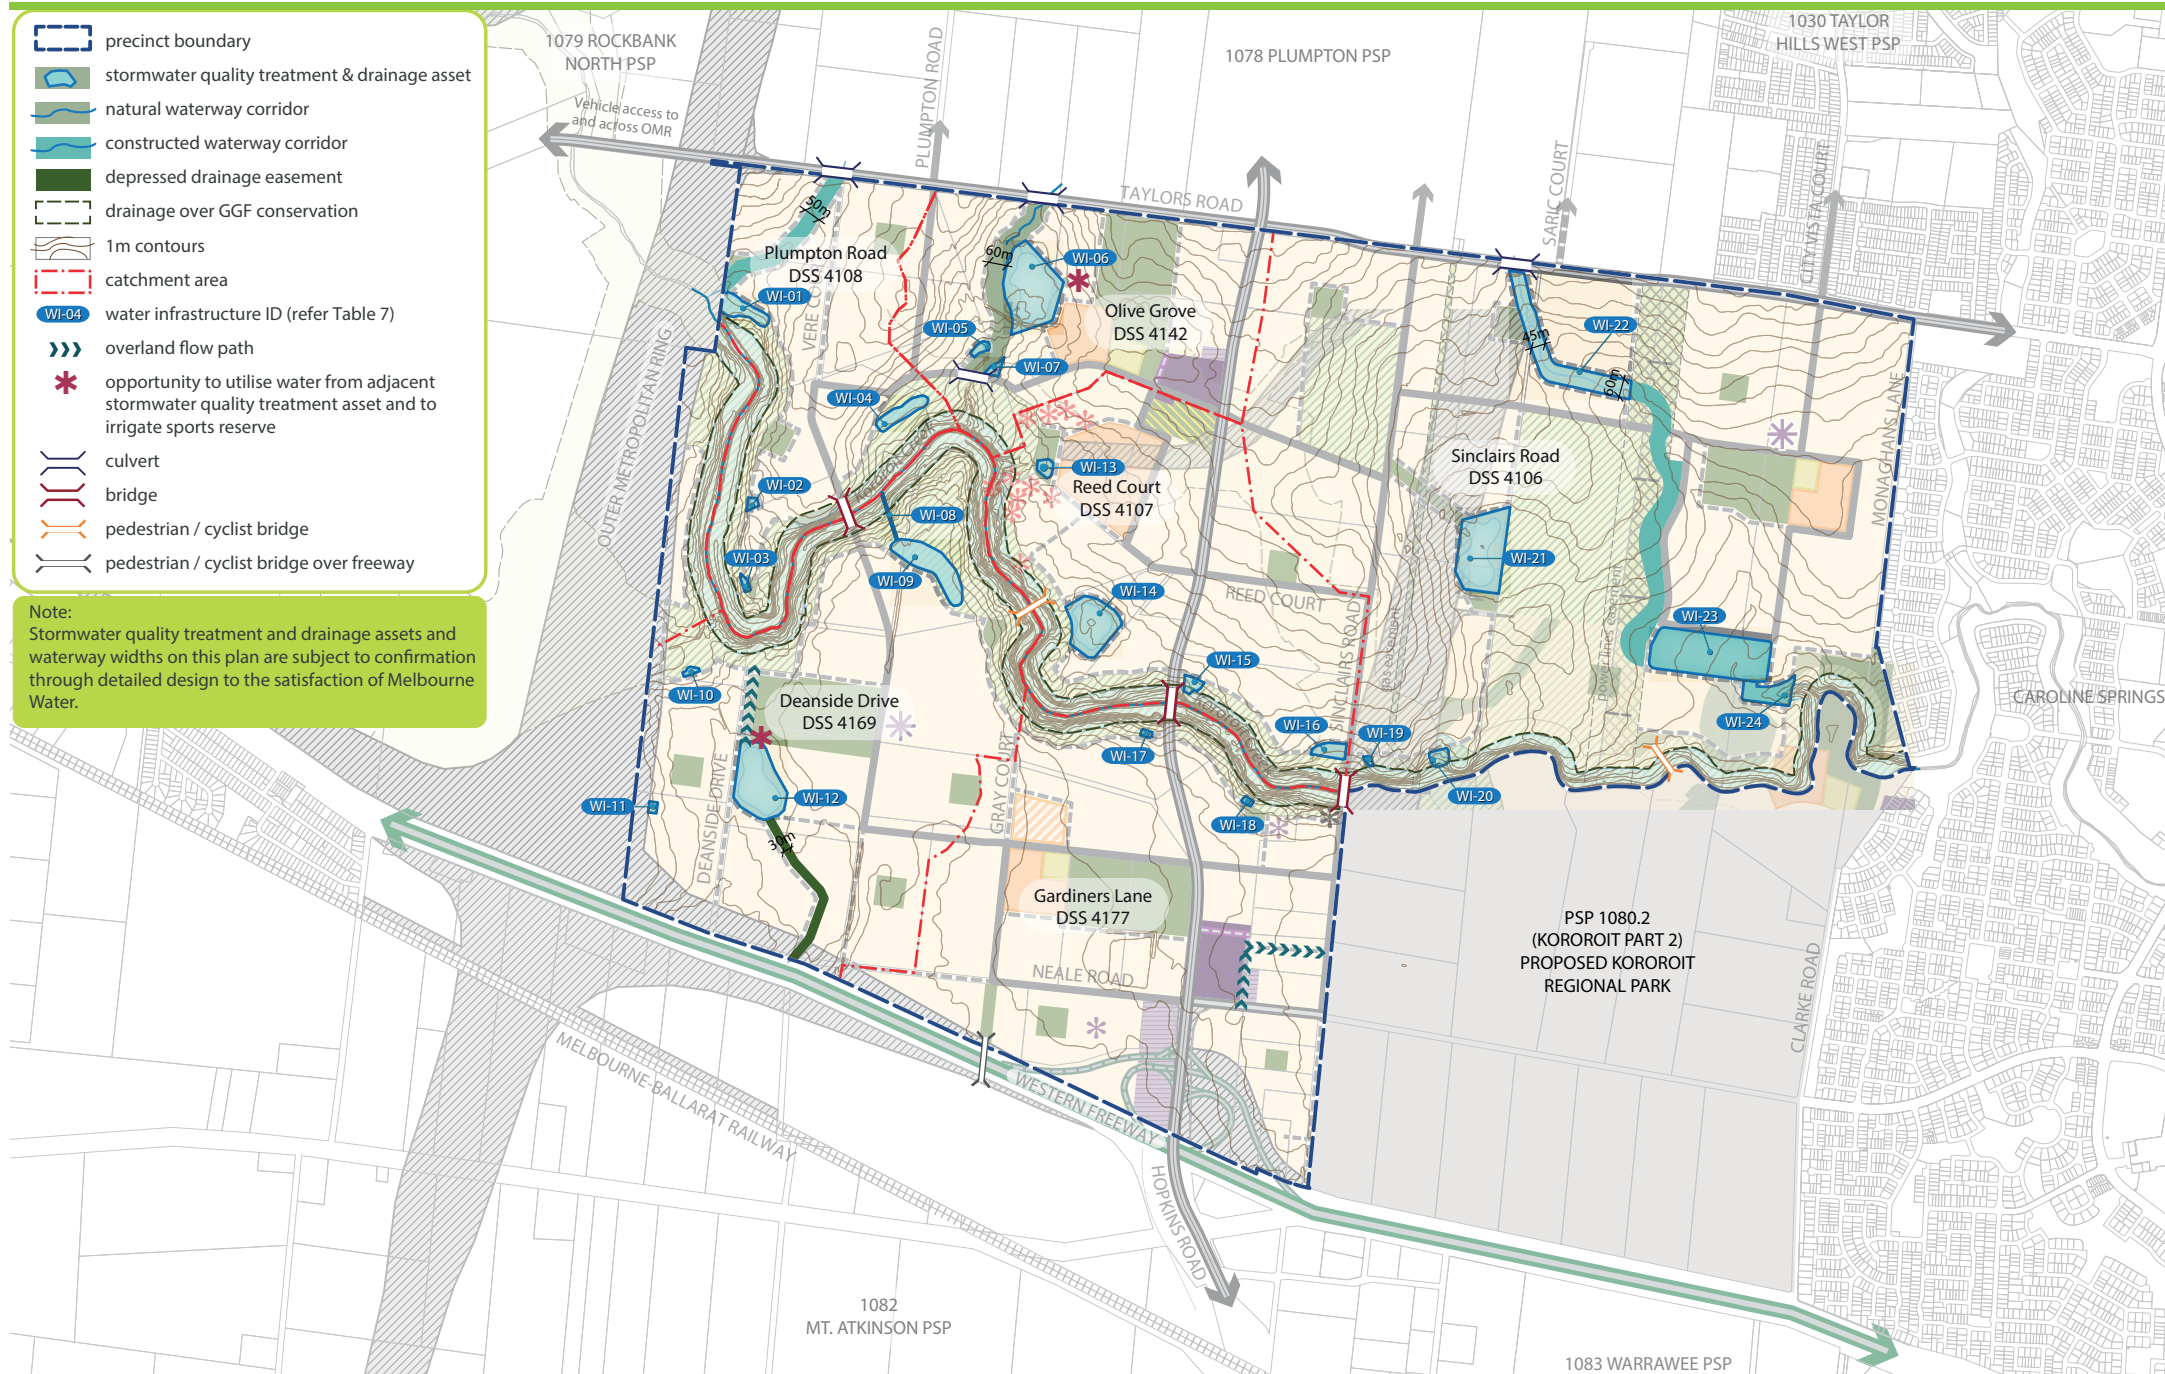 precinct boundary
stormwater quality treatment & drainage asset
natural waterway corridor
constructed waterway corridor
depressed drainage easement
drainage over GGF conservation
1m contours
catchment area
WI-04
water infrastructure ID (refer Table 7)
overland flow path
opportunity to utilise water from adjacent
stormwater quality treatment asset and to
irrigate sports reserve
culvert
bridge
pedestrian / cyclist bridge
pedestrian / cyclist bridge over freeway
Note:
Stormwater quality treatment and drainage assets and
waterway widths on this plan are subject to confirmation
through detailed design to the satisfaction of Melbourne
Water.
1079 ROCKBANK
NORTH PSP
Vehicle access to
and across OMR
PLUMPTON ROAD
1078 PLUMPTON PSP
1030 TAYLOR
HILLS WEST PSP
TAYLORS ROAD
SARIC COURT
CITY VISTA COURT
MONAGHANS LANE
50m
Plumpton Road
DSS 4108
WI-01
60m
WI-06
Olive Grove
DSS 4142
WI-05
WI-07
WI-04
WI-22
45m
60m
OUTER METROPOLITAN RING
WI-02
WI-03
WI-08
WI-09
WI-13
Reed Court
DSS 4107
Sinclairs Road
DSS 4106
WI-21
WI-14
REED COURT
SINCLAIRS ROAD
gas easement
powerlines easement
WI-23
WI-24
CAROLINE SPRINGS
WI-10
WI-15
Deanside Drive
DSS 4169
WI-16
WI-19
WI-17
WI-20
WI-18
WI-11
WI-12
DEANSIDE DRIVE
30m
GRAY COURT
Gardiners Lane
DSS 4177
NEALE ROAD
PSP 1080.2
(KOROROIT PART 2)
PROPOSED KOROROIT
REGIONAL PARK
CLARKE ROAD
MELBOURNE-BALLARAT RAILWAY
WESTERN FREEWAY
HOPKINS ROAD
1082
MT. ATKINSON PSP
1083 WARRAWEE PSP